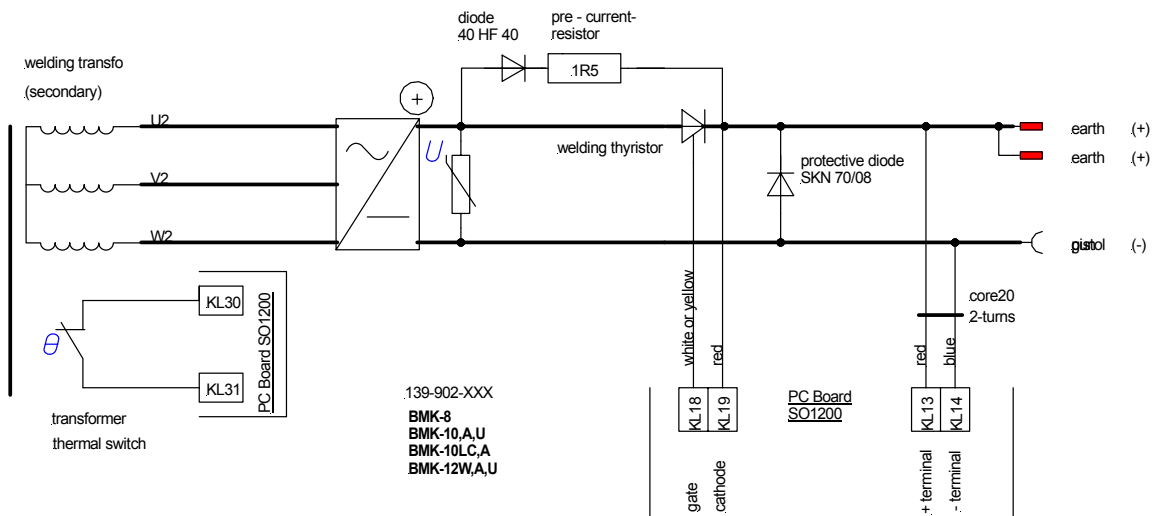 diode
40 HF 40
pre - current-
resistor
1R5
welding transfo
(secondary)
U2
V2
W2
+
U
welding thyristor
protective diode
SKN 70/08
earth (+)
earth (+)
(-)
core20
2-turns
KL30
KL31
PC Board SO1200
θ
transformer
thermal switch
139-902-XXX
BMK-8
BMK-10,A,U
BMK-10LC,A
BMK-12W,A,U
white or yellow
red
KL18
KL19
gate
cathode
PC Board
SO1200
red
blue
KL13
KL14
+ terminal
- terminal